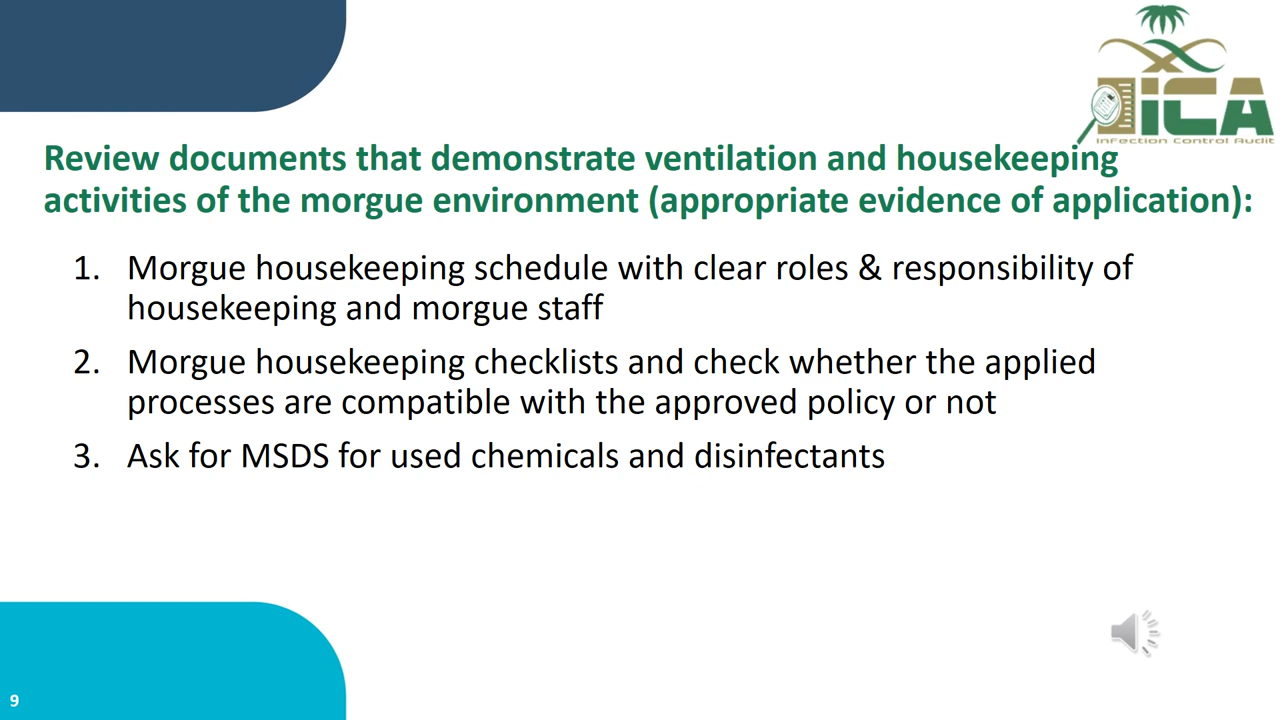 iCA
Infection Control Audit
Review documents that demonstrate ventilation and housekeeping
activities of the morgue environment (appropriate evidence of application):
1. Morgue housekeeping schedule with clear roles & responsibility of
housekeeping and morgue staff
2. Morgue housekeeping checklists and check whether the applied
processes are compatible with the approved policy or not
3. Ask for MSDS for used chemicals and disinfectants
9